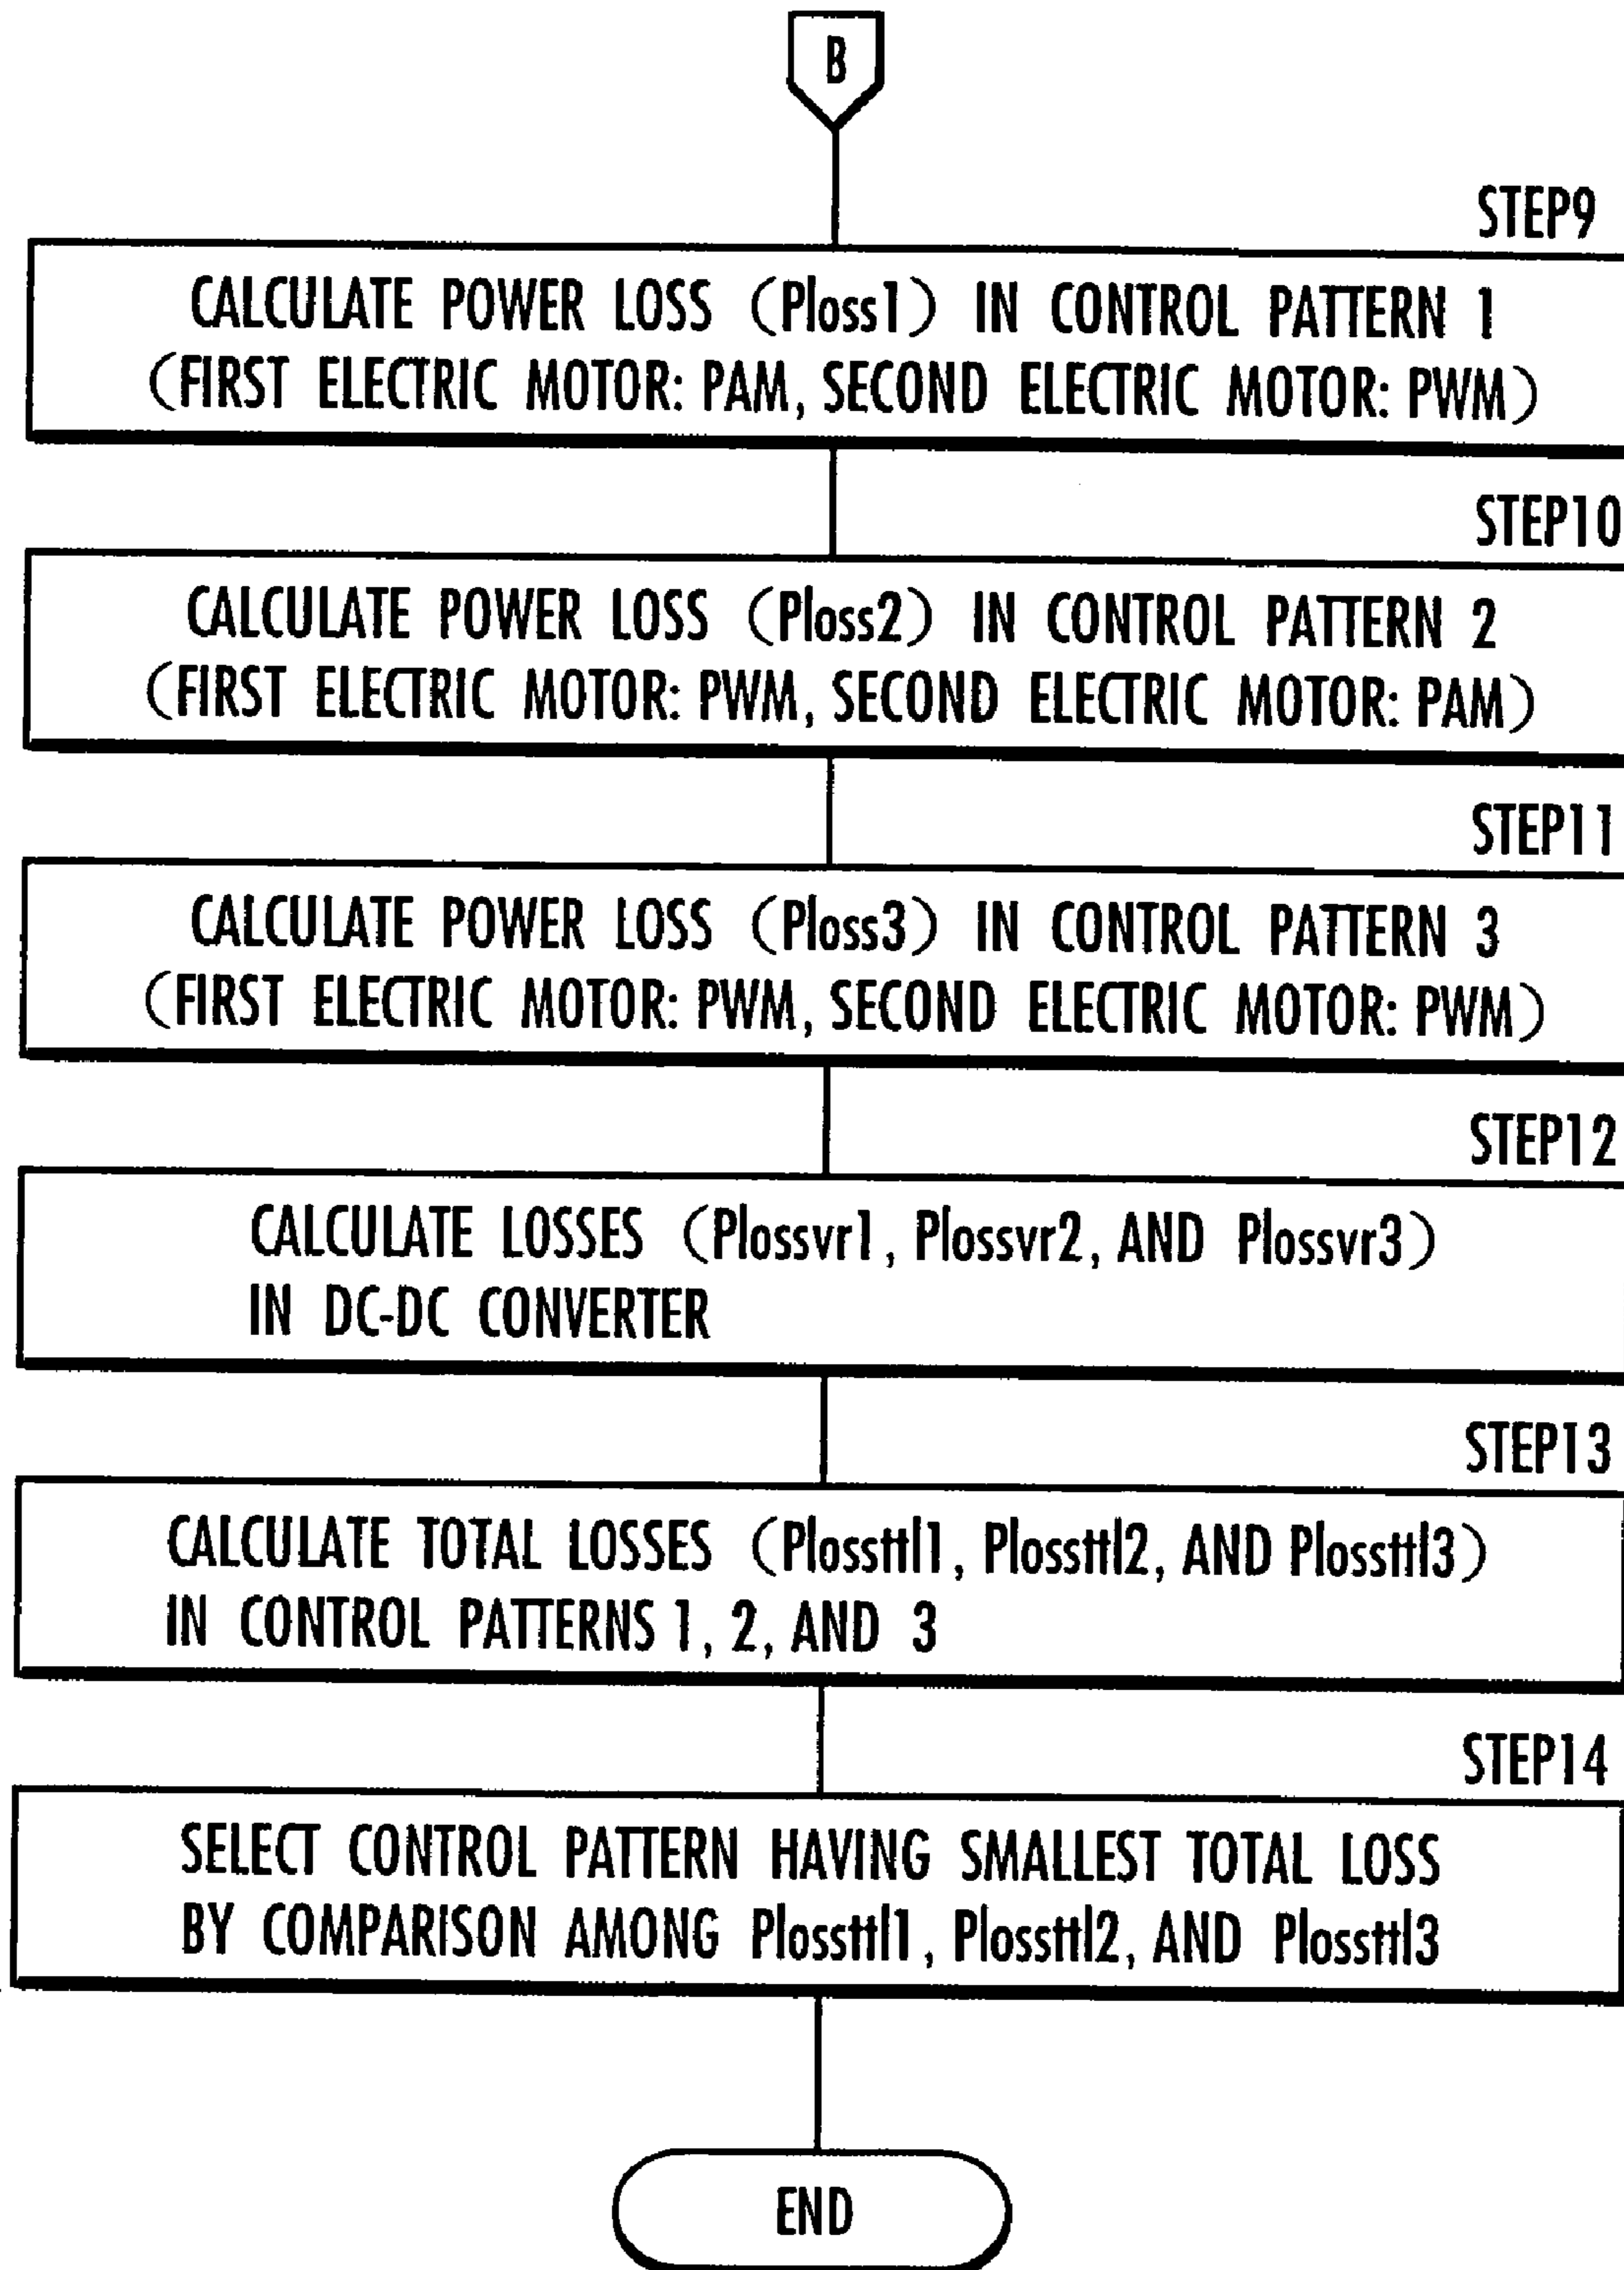 B
STEP9
CALCULATE POWER LOSS (Ploss1) IN CONTROL PATTERN 1
(FIRST ELECTRIC MOTOR: PAM, SECOND ELECTRIC MOTOR: PWM)
STEP10
CALCULATE POWER LOSS (Ploss2) IN CONTROL PATTERN 2
(FIRST ELECTRIC MOTOR: PWM, SECOND ELECTRIC MOTOR: PAM)
STEP11
CALCULATE POWER LOSS (Ploss3) IN CONTROL PATTERN 3
(FIRST ELECTRIC MOTOR: PWM, SECOND ELECTRIC MOTOR: PWM)
STEP12
CALCULATE LOSSES (Plossvr1, Plossvr2, AND Plossvr3)
IN DC-DC CONVERTER
STEP13
CALCULATE TOTAL LOSSES (Plossttl1, Plossttl2, AND Plossttl3)
IN CONTROL PATTERNS 1, 2, AND 3
STEP14
SELECT CONTROL PATTERN HAVING SMALLEST TOTAL LOSS
BY COMPARISON AMONG Plossttl1, Plossttl2, AND Plossttl3
END